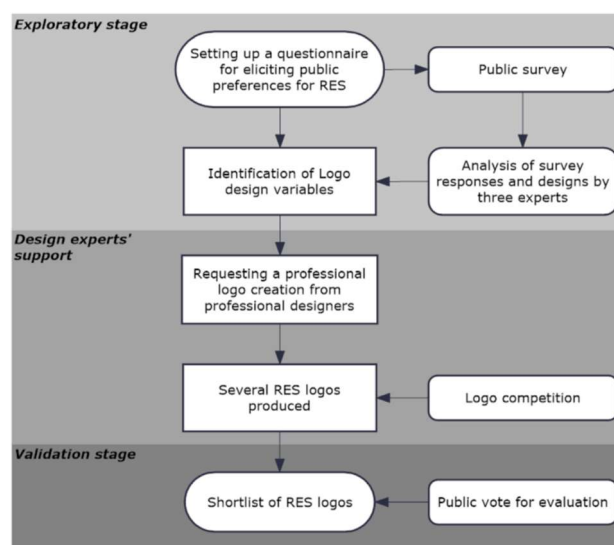 Exploratory stage
Setting up a questionnaire
for eliciting public
preferences for RES
Public survey
Identification of Logo
design variables
Analysis of survey
responses and designs by
three experts
Design experts'
support
Requesting a professional
logo creation from
professional designers
Several RES logos
produced
Logo competition
Validation stage
Shortlist of RES logos
Public vote for evaluation